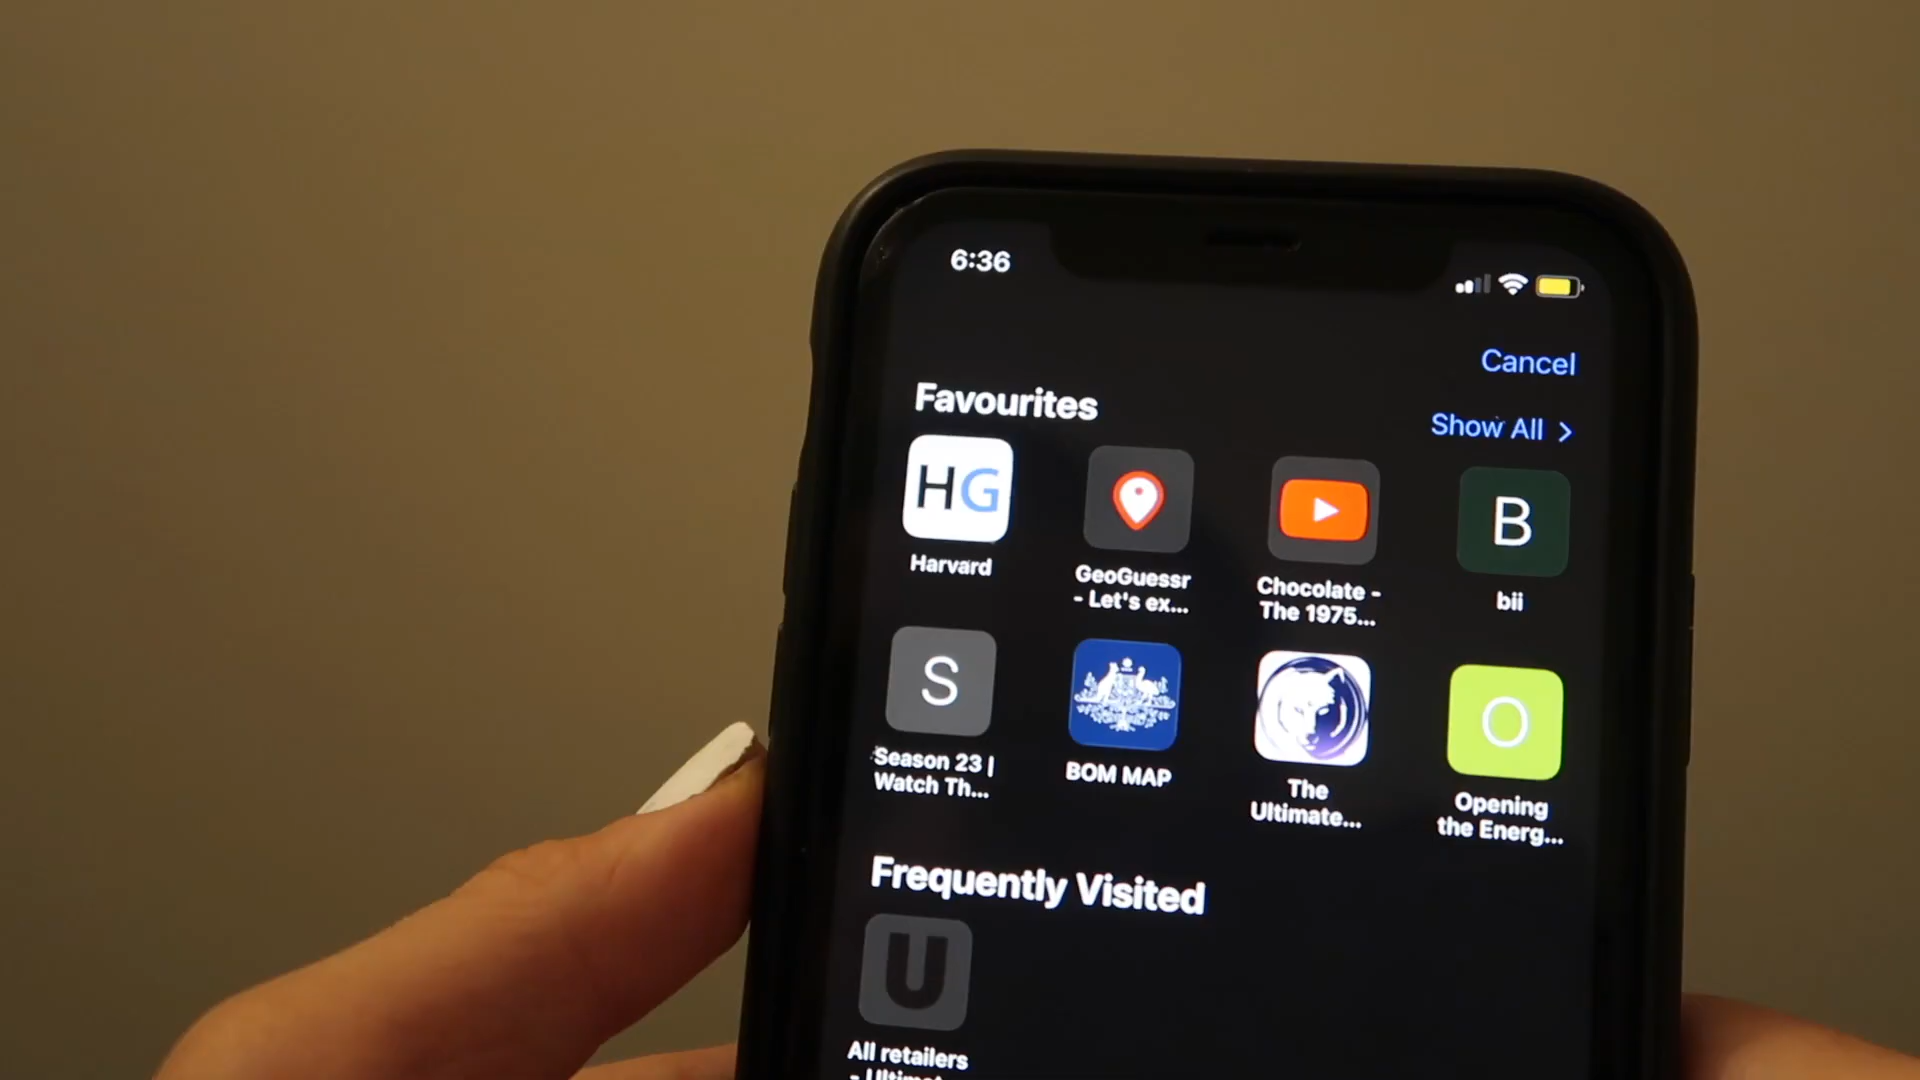 6:36
Cancel
Favourites
Show All
HG
B
Harvard
GeoGuessr
- Let's ex...
Chocolate -
The 1975...
bii
S
O
Season 23 |
Watch Th...
BOM MAP
The
Ultimate...
Opening
the Energ...
Frequently Visited
U
All retailers
- Ultimat